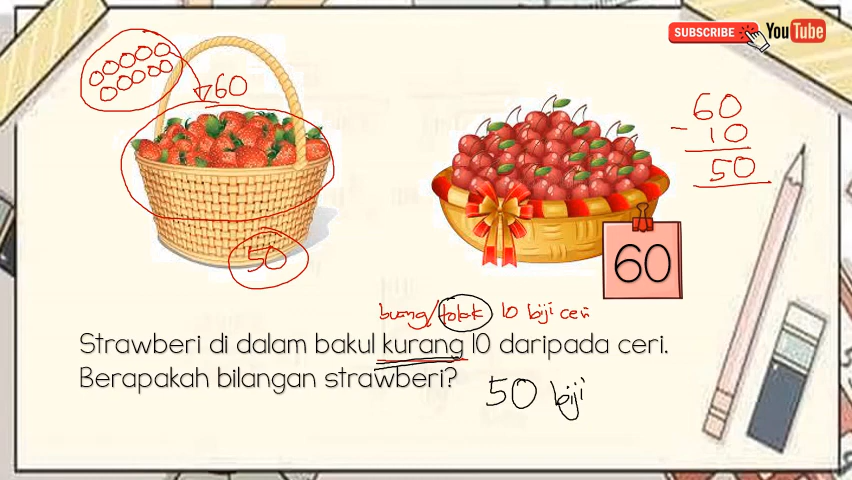 SUBSCRIBE YouTube
60
60
- 10
50
50
60
buang/tolak 10 biji ceri
Strawberi di dalam bakul kurang 10 daripada ceri.
Berapakah bilangan strawberi?
50 biji